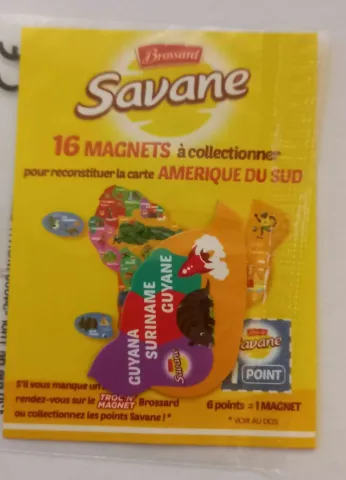 Brossard
Savane
16 MAGNETS à collectionner
pour reconstituer la carte AMERIQUE DU SUD
GUYANA
SURINAME
GUYANE
Savane
Brossard
Savane
POINT
S'il vous manque un
rendez-vous sur le TROC'N MAGNET Brossard
ou collectionnez les points Savane ! *
6 points = 1 MAGNET
* VOIR AU DOS